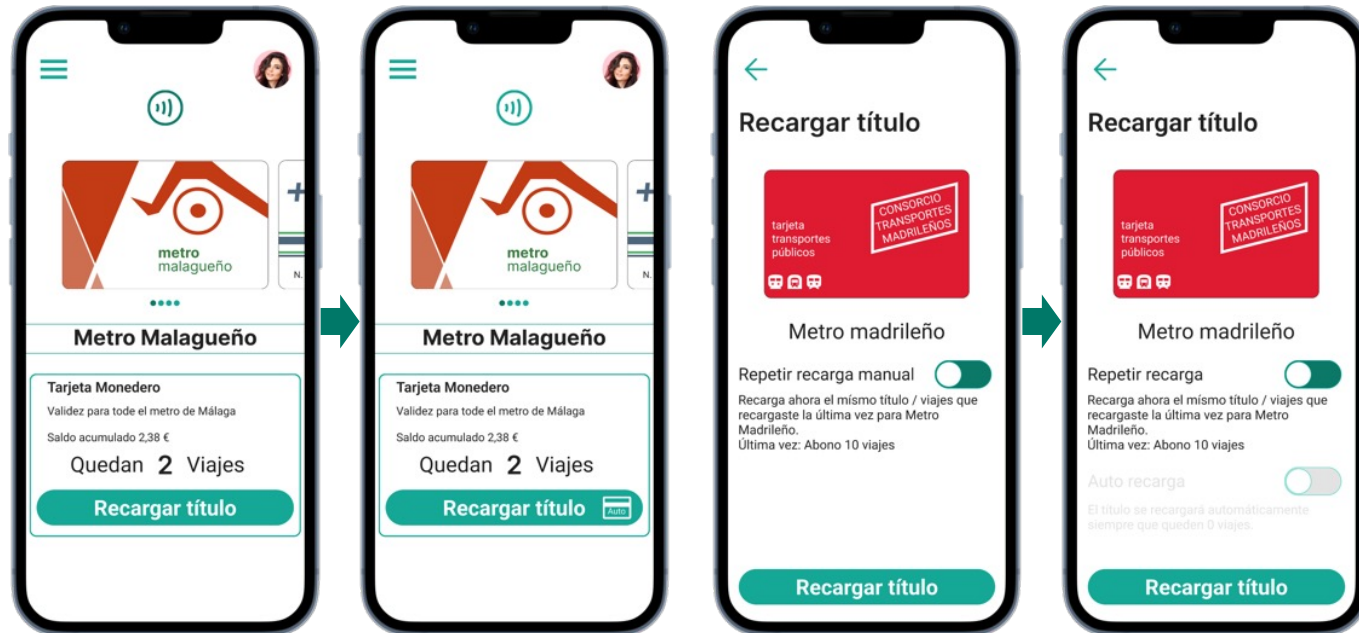 metro
malagueño
N.
Metro Malagueño
Tarjeta Monedero
Validez para tode el metro de Málaga
Saldo acumulado 2,38 €
Quedan 2 Viajes
Recargar título
metro
malagueño
N.
Metro Malagueño
Tarjeta Monedero
Validez para tode el metro de Málaga
Saldo acumulado 2,38 €
Quedan 2 Viajes
Recargar título
Auto
Recargar título
tarjeta
transportes
públicos
CONSORCIO
TRANSPORTES
MADRILEÑOS
Metro madrileño
Repetir recarga manual
Recarga ahora el mísmo título / viajes que
recargaste la última vez para Metro
Madrileño.
Última vez: Abono 10 viajes
Recargar título
Recargar título
tarjeta
transportes
públicos
CONSORCIO
TRANSPORTES
MADRILEÑOS
Metro madrileño
Repetir recarga
Recarga ahora el mísmo título / viajes que
recargaste la última vez para Metro
Madrileño.
Última vez: Abono 10 viajes
Auto recarga
El título se recargará automáticamente
siempre que queden 0 viajes.
Recargar título